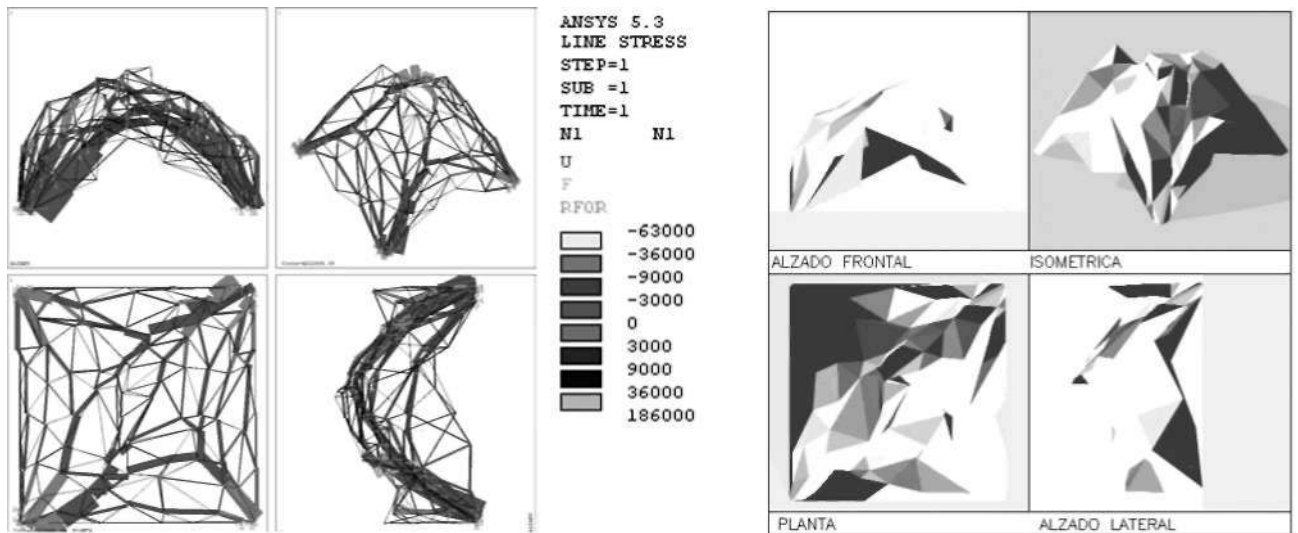 ANSYS 5.3
LINE STRESS
STEP=1
SUB =1
TIME=1
N1 N1
U
F
RFOR
-63000
-36000
-9000
-3000
0
3000
9000
36000
186000
ALZADO FRONTAL
ISOMETRICA
PLANTA
ALZADO LATERAL